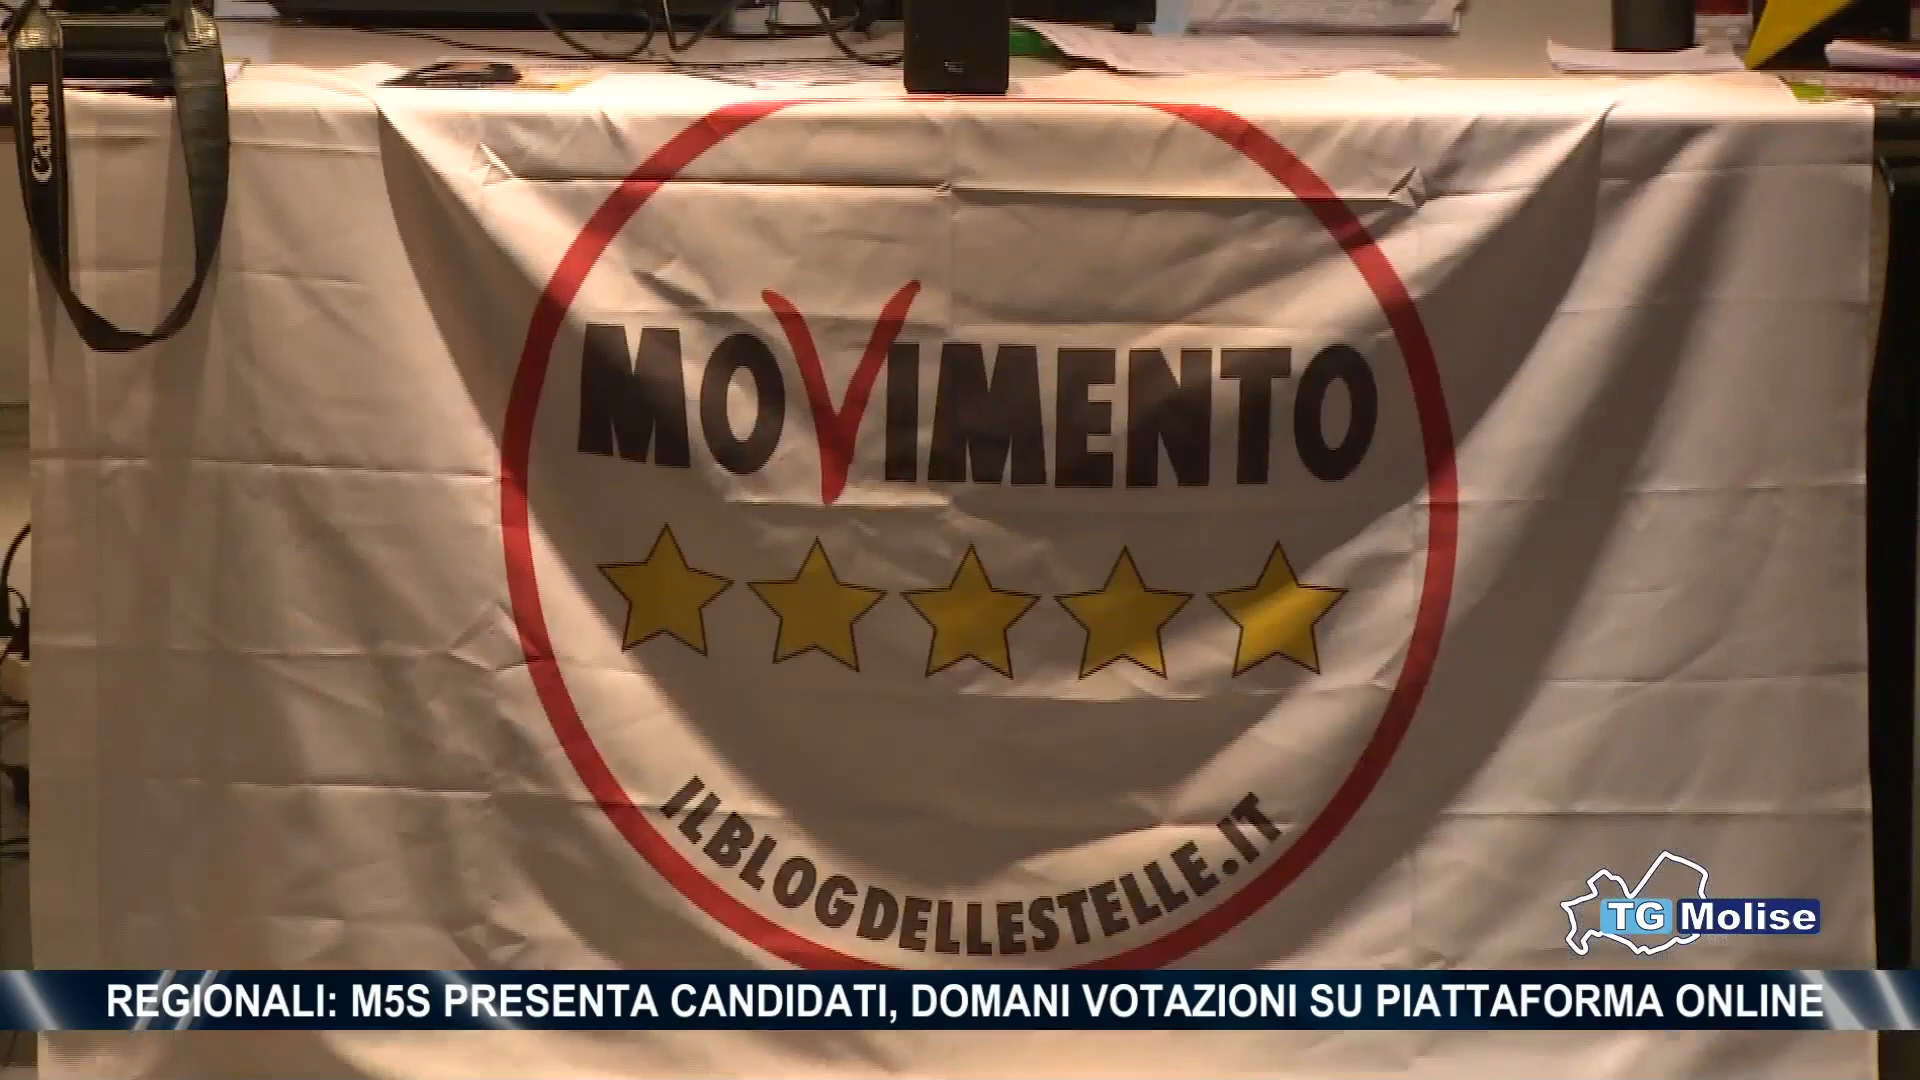 Canon
MOVIMENTO
ILBLOGDELLESTELLE.IT
TG Molise
REGIONALI: M5S PRESENTA CANDIDATI, DOMANI VOTAZIONI SU PIATTAFORMA ONLINE